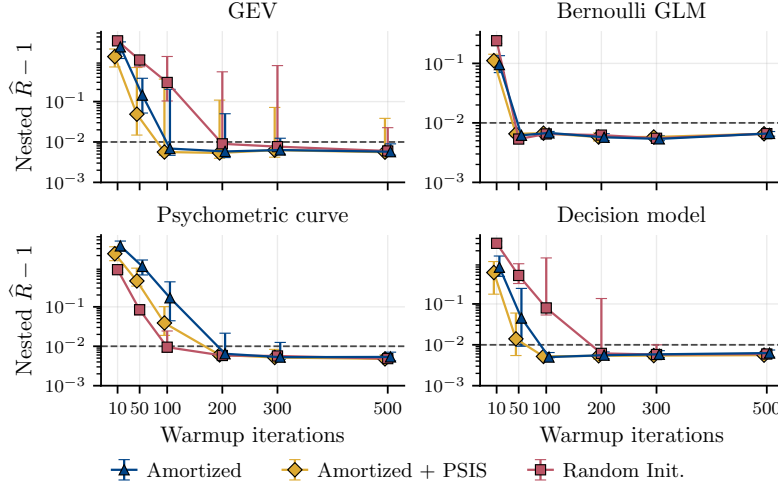 GEV
Bernoulli GLM
Nested R̂ − 1
10⁻¹
10⁻²
10⁻³
10⁻¹
10⁻²
10⁻³
Psychometric curve
Decision model
Nested R̂ − 1
10⁻¹
10⁻²
10⁻³
10⁻¹
10⁻²
10⁻³
10 50 100 200 300 500
10 50 100 200 300 500
Warmup iterations
Warmup iterations
Amortized
Amortized + PSIS
Random Init.